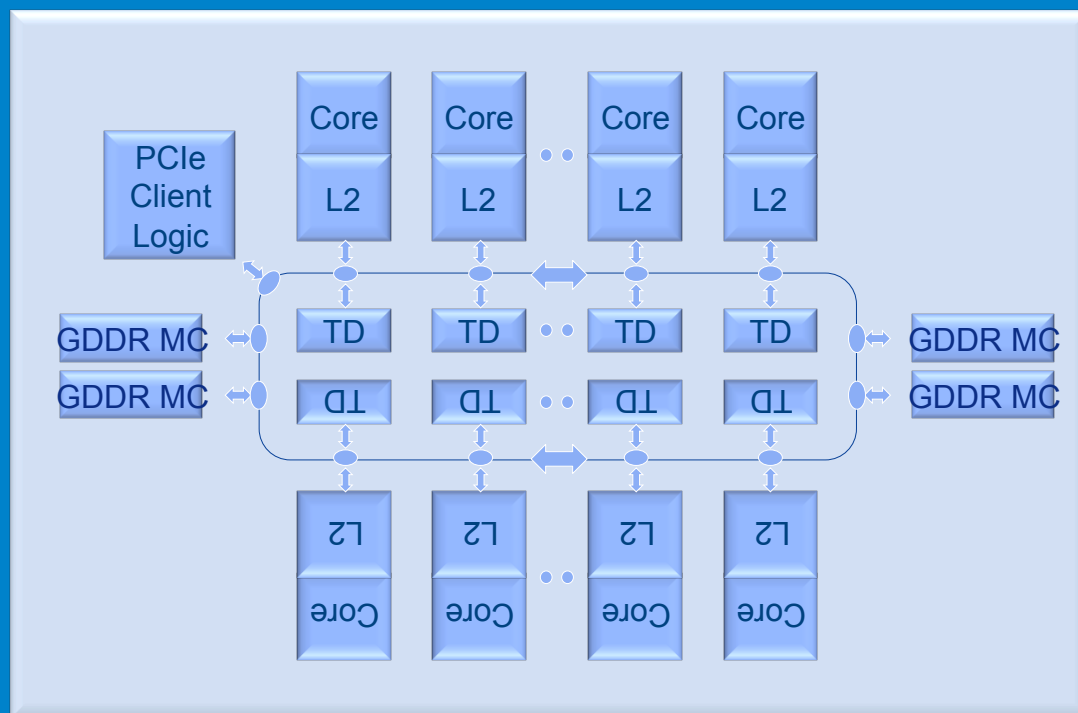 Core Core Core Core
PCIe
Client
Logic
L2 L2 L2 L2
GDDR MC
GDDR MC
TD TD TD TD
TD TD TD TD
GDDR MC
GDDR MC
L2 L2 L2 L2
Core Core Core Core